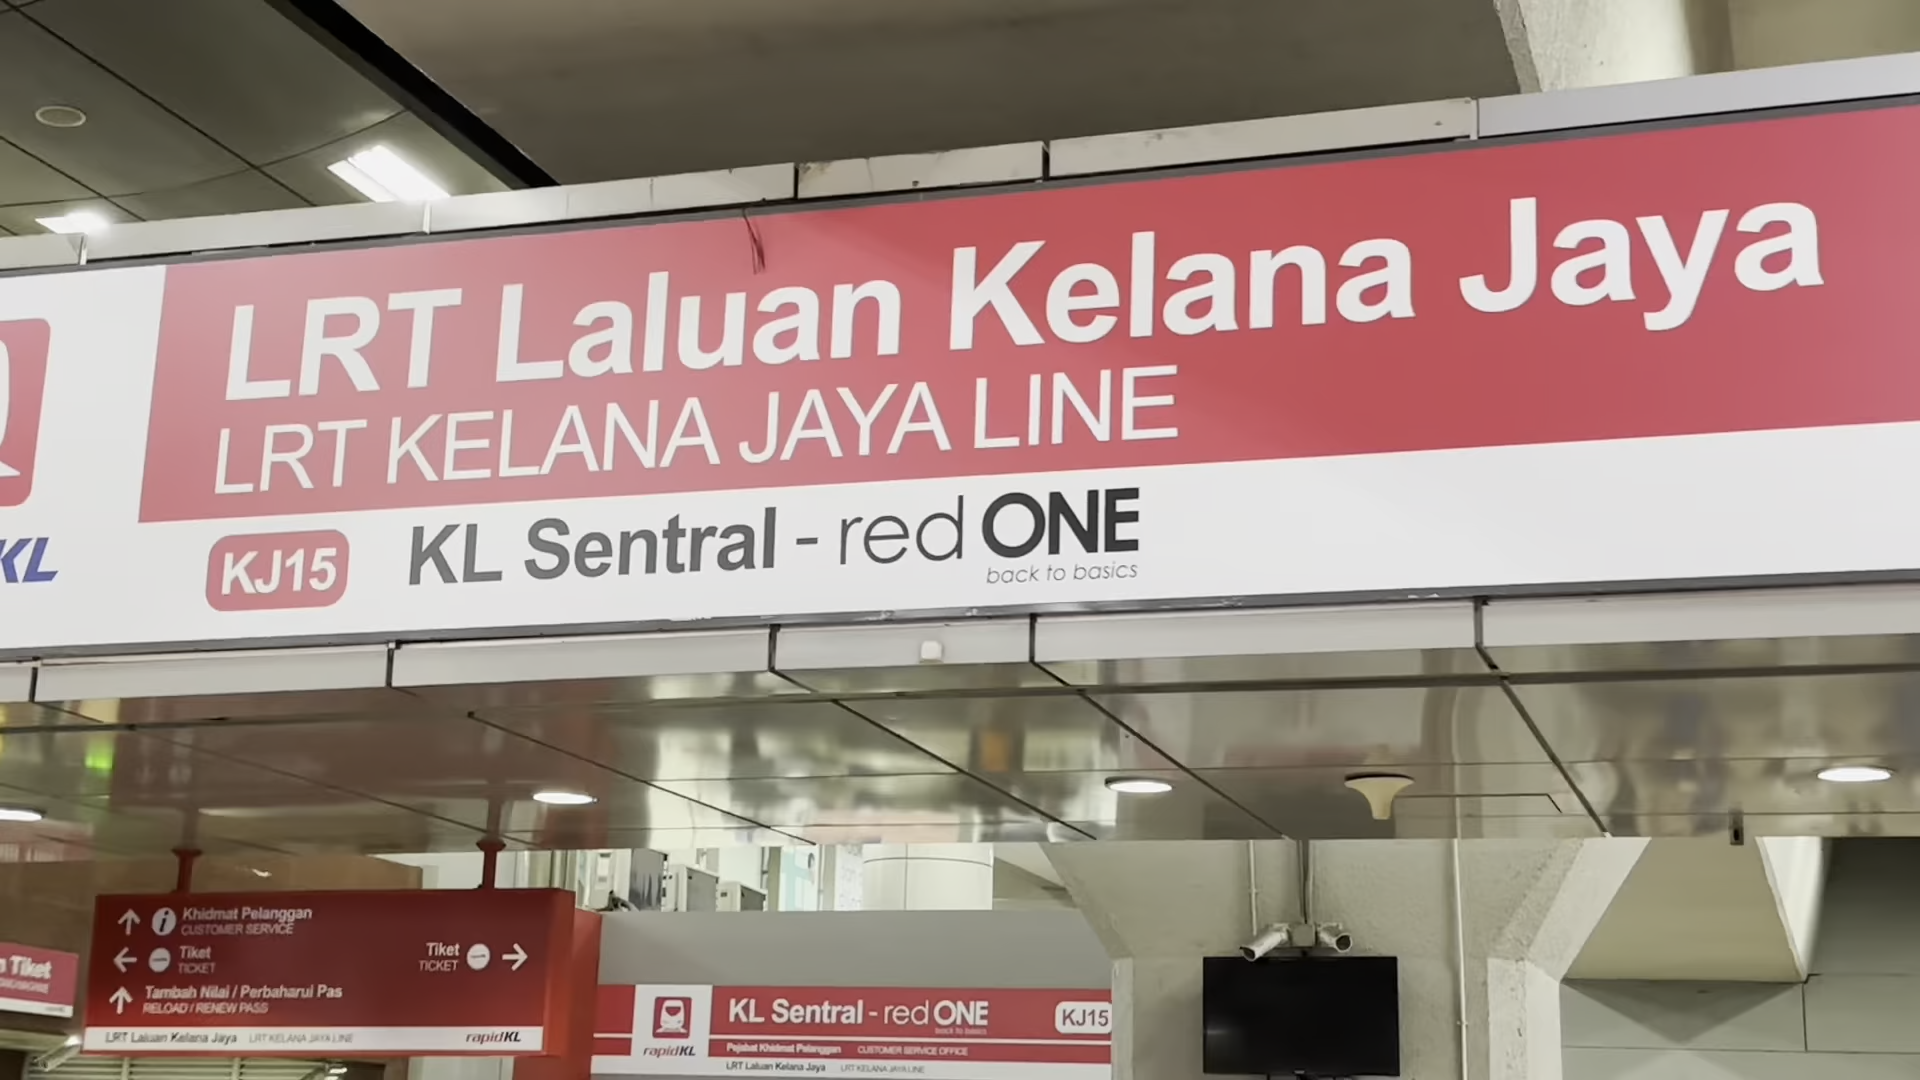 LRT Laluan Kelana Jaya
LRT KELANA JAYA LINE
KL
KJ15 KL Sentral - red ONE
back to basics
Khidmat Pelanggan
CUSTOMER SERVICE
Tiket
TICKET
Tiket
TICKET
Tambah Nilai / Perbaharui Pas
RELOAD / RENEW PASS
LRT Laluan Kelana Jaya LRT KELANA JAYA LINE rapidKL
Tiket
KL Sentral - red ONE KJ15
back to basics
rapidKL
Pejabat Khidmat Pelanggan CUSTOMER SERVICE OFFICE
LRT Laluan Kelana Jaya LRT KELANA JAYA LINE